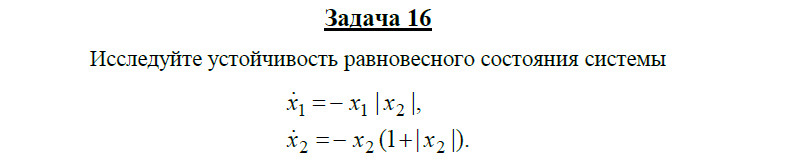 Задача 16
Исследуйте устойчивость равновесного состояния системы
ẋ₁ = − x₁ | x₂ |,
ẋ₂ = − x₂ (1+| x₂ |).